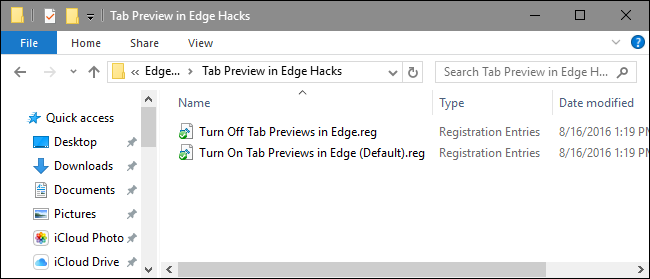 Tab Preview in Edge Hacks
File Home Share View
Edge... Tab Preview in Edge Hacks Search Tab Preview in Edge H...
Name Type Date modified
Quick access
Desktop
Downloads
Documents
Pictures
iCloud Photo
iCloud Drive
Turn Off Tab Previews in Edge.reg Registration Entries 8/16/2016 1:19 PM
Turn On Tab Previews in Edge (Default).reg Registration Entries 8/16/2016 1:19 PM